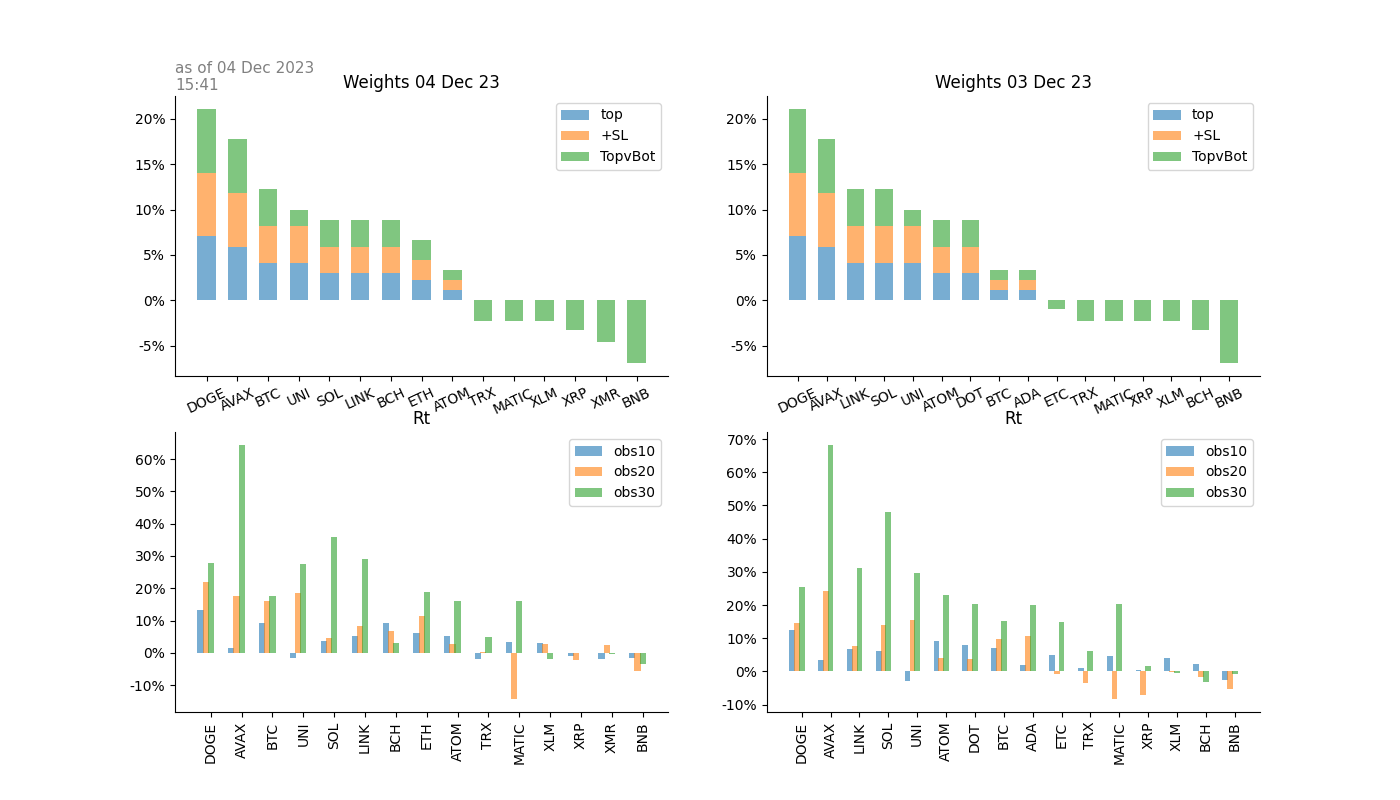 as of 04 Dec 2023
15:41
Weights 04 Dec 23
20%
15%
10%
5%
0%
-5%
top
+SL
TopvBot
DOGE AVAX BTC UNI SOL LINK BCH ETH ATOM TRX MATIC XLM XRP XMR BNB
Weights 03 Dec 23
20%
15%
10%
5%
0%
-5%
top
+SL
TopvBot
DOGE AVAX LINK SOL UNI ATOM DOT BTC ADA ETC TRX MATIC XRP XLM BCH BNB
Rt
60%
50%
40%
30%
20%
10%
0%
-10%
obs10
obs20
obs30
DOGE AVAX BTC UNI SOL LINK BCH ETH ATOM TRX MATIC XLM XRP XMR BNB
Rt
70%
60%
50%
40%
30%
20%
10%
0%
-10%
obs10
obs20
obs30
DOGE AVAX LINK SOL UNI ATOM DOT BTC ADA ETC TRX MATIC XRP XLM BCH BNB